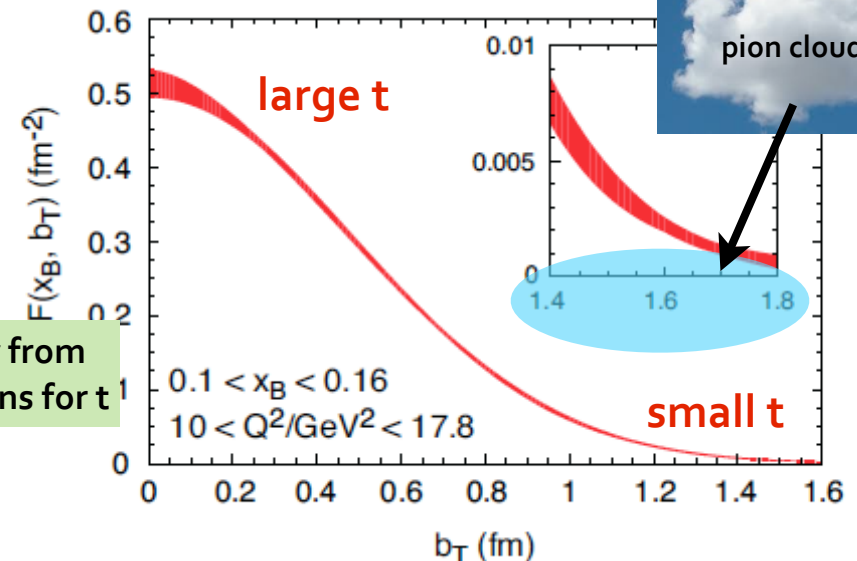 0.6
0.5
0.4
0.3
0.2
0
F(x_B, b_T) (fm^-2)
large t
0.01
0.005
0
1.4 1.6 1.8
pion cloud
from
ns for t
0.1 < x_B < 0.16
10 < Q^2/GeV^2 < 17.8
small t
0 0.2 0.4 0.6 0.8 1 1.2 1.4 1.6
b_T (fm)